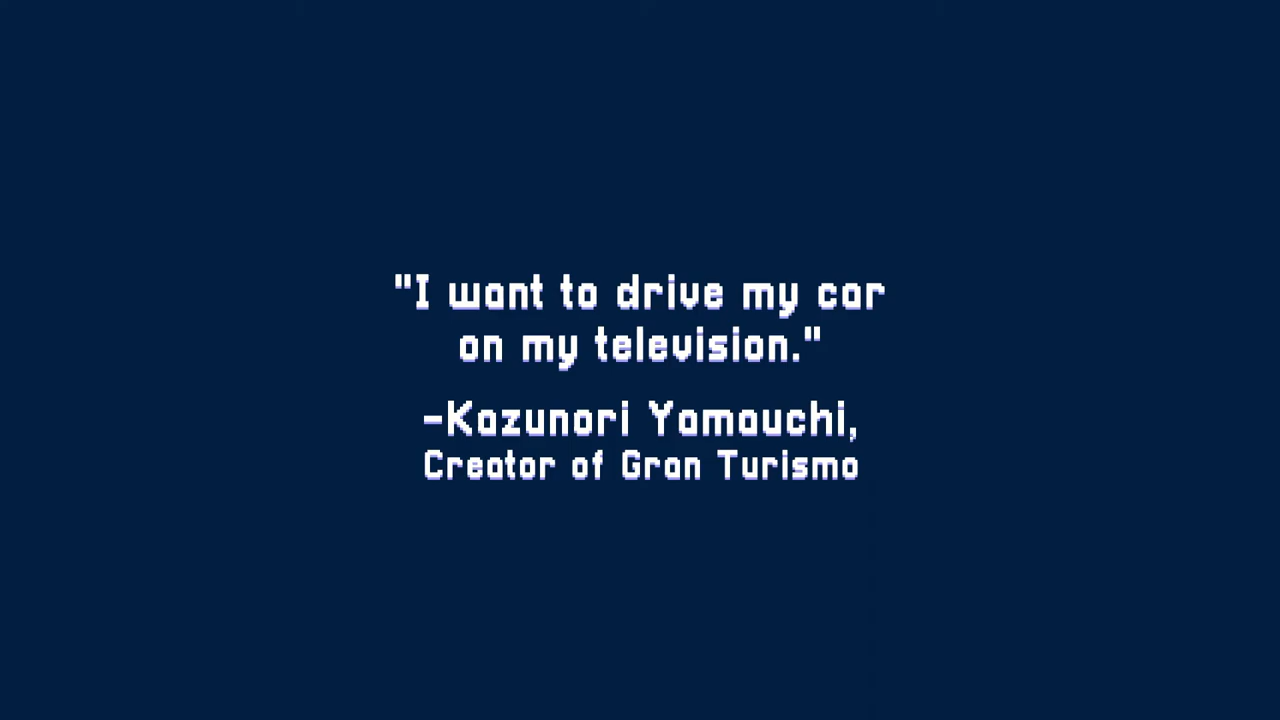 "I want to drive my car
on my television."
-Kazunori Yamauchi,
Creator of Gran Turismo